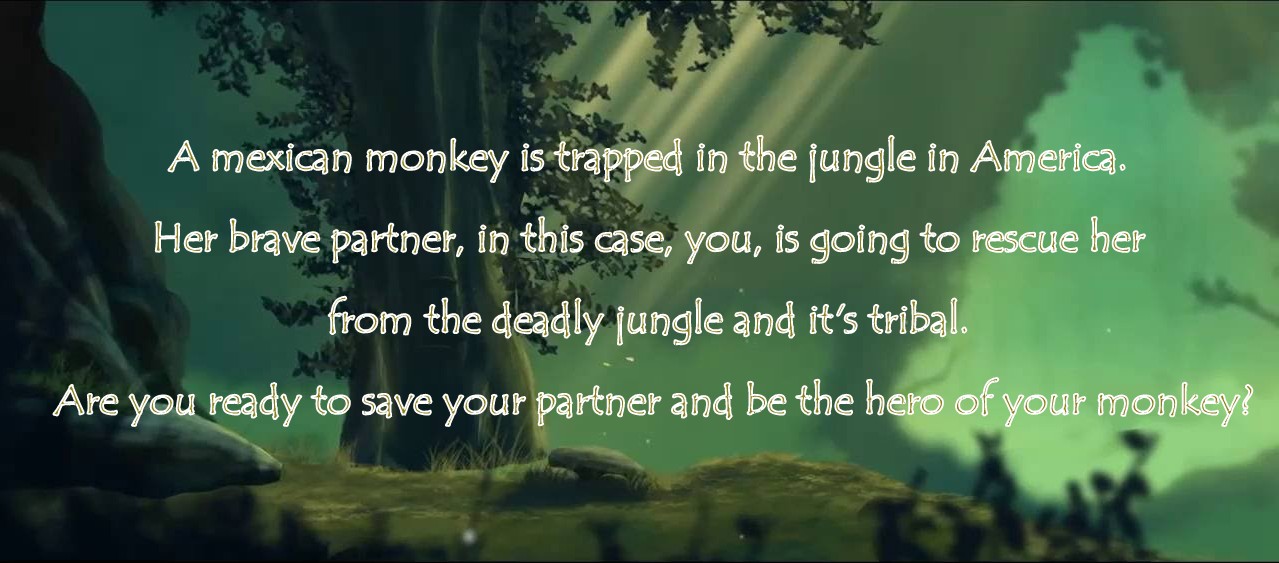 A mexican monkey is trapped in the jungle in America.
Her brave partner, in this case, you, is going to rescue her
from the deadly jungle and it's tribal.
Are you ready to save your partner and be the hero of your monkey?